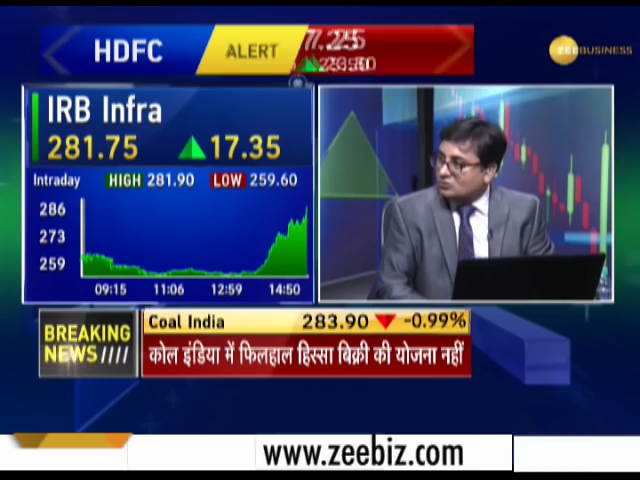 HDFC
ALERT
ZEEBUSINESS
IRB Infra
281.75 17.35
Intraday HIGH 281.90 LOW 259.60
286
273
259
09:15 11:06 12:59 14:50
BREAKING
NEWS
Coal India 283.90 -0.99%
कोल इंडिया में फिलहाल हिस्सा बिक्री की योजना नहीं
www.zeebiz.com